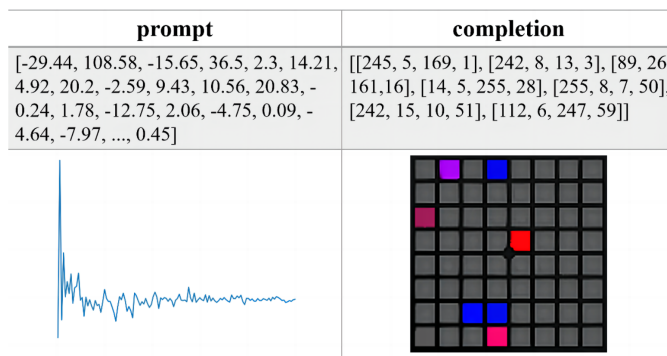 prompt
completion
[-29.44, 108.58, -15.65, 36.5, 2.3, 14.21,
4.92, 20.2, -2.59, 9.43, 10.56, 20.83, -
0.24, 1.78, -12.75, 2.06, -4.75, 0.09, -
4.64, -7.97, ..., 0.45]
[[245, 5, 169, 1], [242, 8, 13, 3], [89, 26
161,16], [14, 5, 255, 28], [255, 8, 7, 50],
[242, 15, 10, 51], [112, 6, 247, 59]]